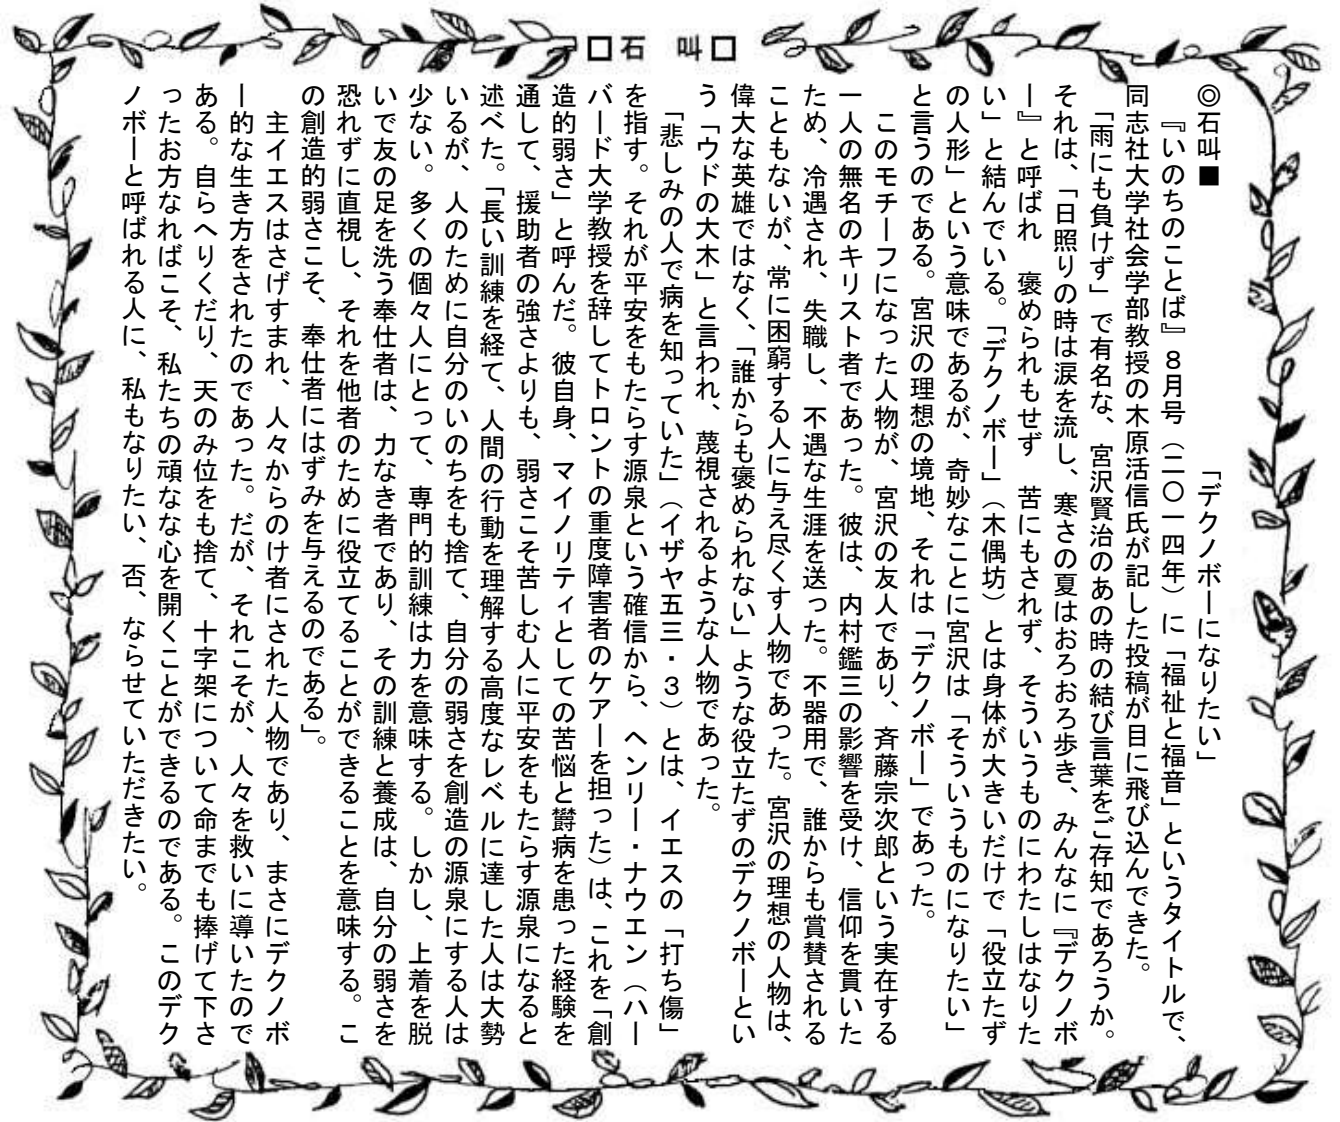 □石　叫□
◎石叫■　「デクノボーになりたい」
『いのちのことば』８月号（二〇一四年）に「福祉と福音」というタイトルで、
同志社大学社会学部教授の木原活信氏が記した投稿が目に飛び込んできた。
「雨にも負けず」で有名な、宮沢賢治のあの時の結び言葉をご存知であろうか。
それは、「日照りの時は涙を流し、寒さの夏はおろおろ歩き、みんなに『デクノボ
ー』と呼ばれ　褒められもせず　苦にもされず、そういうものにわたしはなりた
い」と結んでいる。「デクノボー」（木偶坊）とは身体が大きいだけで「役立たず
の人形」という意味であるが、奇妙なことに宮沢は「そういうものになりたい」
と言うのである。宮沢の理想の境地、それは「デクノボー」であった。
このモチーフになった人物が、宮沢の友人であり、斉藤宗次郎という実在する
一人の無名のキリスト者であった。彼は、内村鑑三の影響を受け、信仰を貫いた
ため、冷遇され、失職し、不遇な生涯を送った。不器用で、誰からも賞賛される
こともないが、常に困窮する人に与え尽くす人物であった。宮沢の理想の人物は、
偉大な英雄ではなく、「誰からも褒められない」ような役立たずのデクノボーとい
う「ウドの大木」と言われ、蔑視されるような人物であった。
「悲しみの人で病を知っていた」（イザヤ五三・３）とは、イエスの「打ち傷」
を指す。それが平安をもたらす源泉という確信から、ヘンリー・ナウエン（ハー
バード大学教授を辞してトロントの重度障害者のケアーを担った）は、これを「創
造的弱さ」と呼んだ。彼自身、マイノリティとしての苦悩と欝病を患った経験を
通して、援助者の強さよりも、弱さこそ苦しむ人に平安をもたらす源泉になると
述べた。「長い訓練を経て、人間の行動を理解する高度なレベルに達した人は大勢
いるが、人のために自分のいのちをも捨て、自分の弱さを創造の源泉にする人は
少ない。多くの個々人にとって、専門的訓練は力を意味する。しかし、上着を脱
いで友の足を洗う奉仕者は、力なき者であり、その訓練と養成は、自分の弱さを
恐れずに直視し、それを他者のために役立てることができることを意味する。こ
の創造的弱さこそ、奉仕者にはずみを与えるのである」。
主イエスはさげすまれ、人々からのけ者にされた人物であり、まさにデクノボ
ー的な生き方をされたのであった。だが、それこそが、人々を救いに導いたので
ある。自らへりくだり、天のみ位をも捨て、十字架について命までも捧げて下さ
ったお方なればこそ、私たちの頑なな心を開くことができるのである。このデク
ノボーと呼ばれる人に、私もなりたい、否、ならせていただきたい。